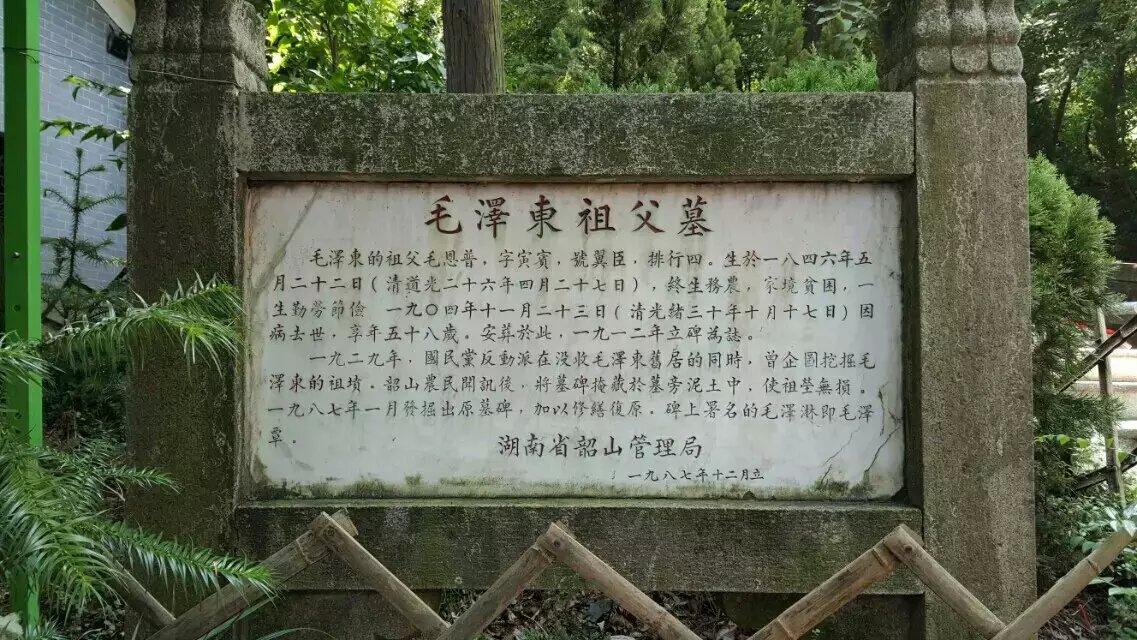 毛澤東祖父墓
毛澤東的祖父毛恩普，字寅賓，號翼臣，排行四。生於一八四六年五
月二十二日（清道光二十六年四月二十七日），終生務農，家境貧困，一
生勤勞節儉 一九〇四年十一月二十三日（清光緒三十年十月十七日）因
病去世，享年五十八歲。安葬於此，一九一二年立碑為誌。
一九二九年，國民黨反動派在没收毛澤東舊居的同時，曾企圖挖掘毛
澤東的祖墳．韶山農民聞訊後，將墓碑掩藏於墓旁泥土中，使祖塋無損。
一九八七年一月發掘出原墓碑，加以修繕復原．碑上署名的毛澤淋即毛澤
覃．
湖南省韶山管理局
一九八七年十二月立